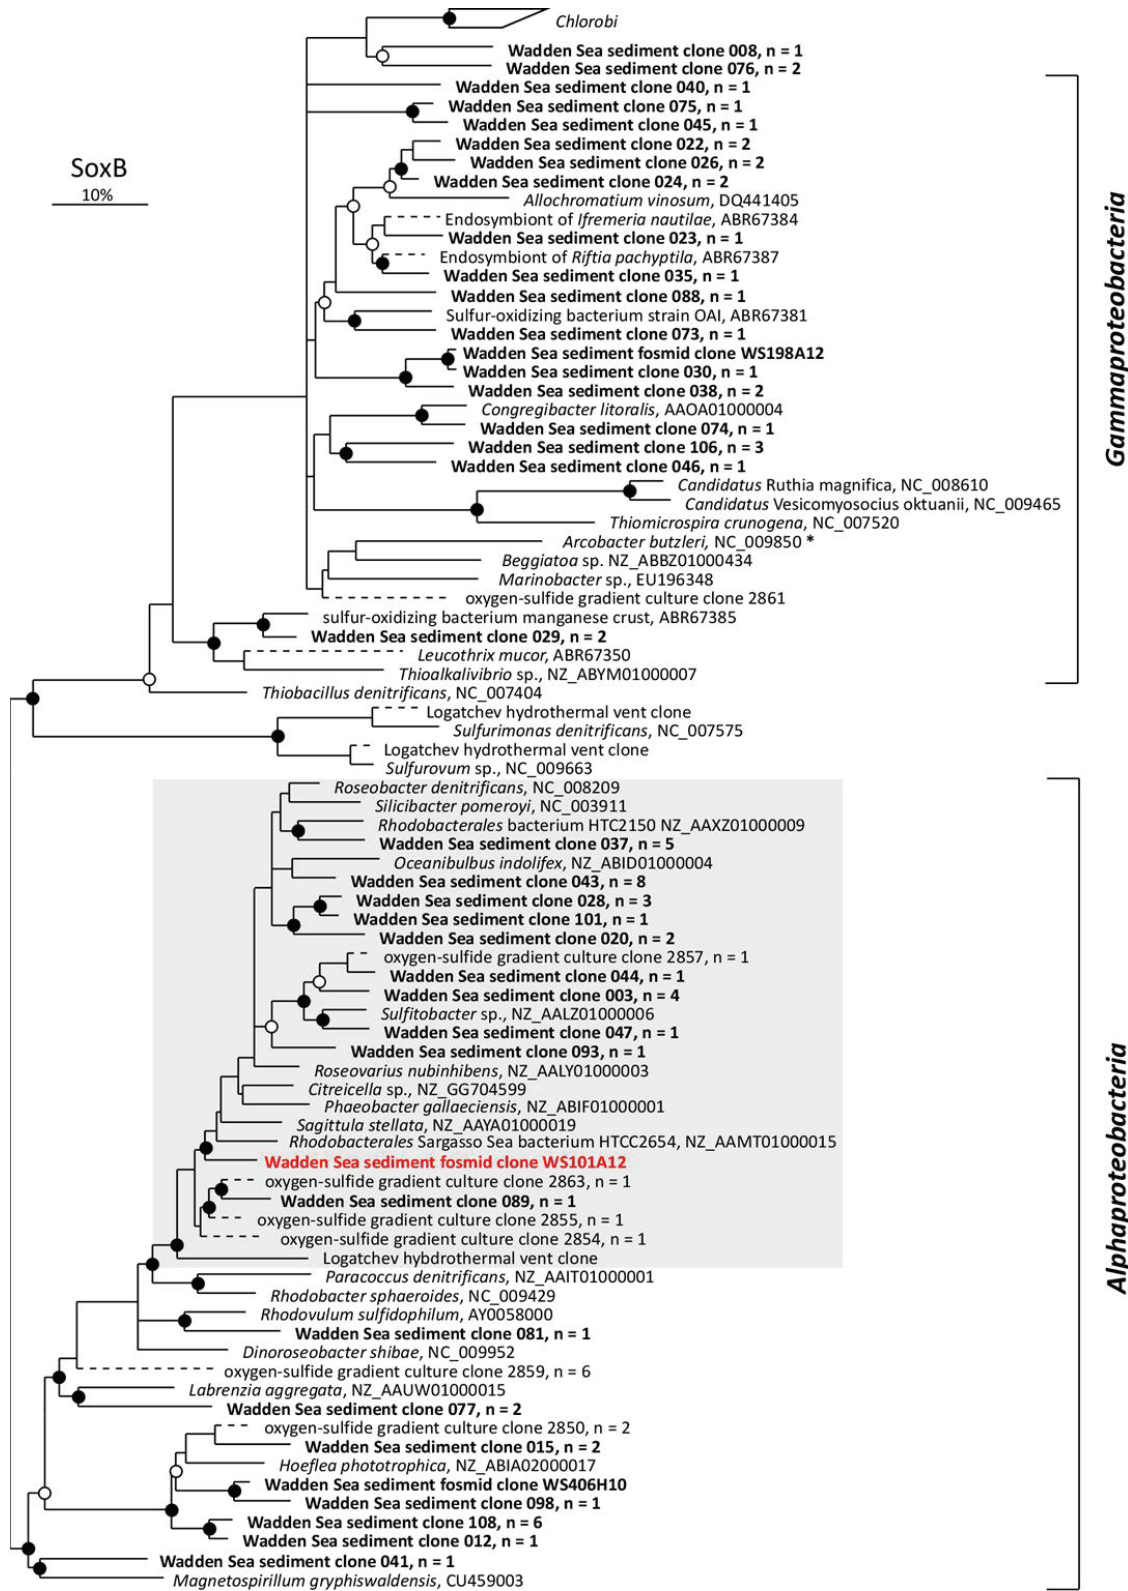 Chlorobi
Wadden Sea sediment clone 008, n = 1
Wadden Sea sediment clone 076, n = 2
Wadden Sea sediment clone 040, n = 1
Wadden Sea sediment clone 075, n = 1
Wadden Sea sediment clone 045, n = 1
Wadden Sea sediment clone 022, n = 2
Wadden Sea sediment clone 026, n = 2
SoxB
Wadden Sea sediment clone 024, n = 2
10%
Allochromatium vinosum, DQ441405
Endosymbiont of Ifremeria nautilae, ABR67384
Wadden Sea sediment clone 023, n = 1
Endosymbiont of Riftia pachyptila, ABR67387
Wadden Sea sediment clone 035, n = 1
Wadden Sea sediment clone 088, n = 1
Sulfur-oxidizing bacterium strain OAI, ABR67381
Wadden Sea sediment clone 073, n = 1
Wadden Sea sediment fosmid clone WS198A12
Wadden Sea sediment clone 030, n = 1
Wadden Sea sediment clone 038, n = 2
Congregibacter litoralis, AAOA01000004
Wadden Sea sediment clone 074, n = 1
Wadden Sea sediment clone 106, n = 3
Wadden Sea sediment clone 046, n = 1
Candidatus Ruthia magnifica, NC_008610
Candidatus Vesicomyosocius oktuanii, NC_009465
Thiomicrospira crunogena, NC_007520
Arcobacter butzleri, NC_009850 *
Beggiatoa sp. NZ_ABBZ01000434
Marinobacter sp., EU196348
oxygen-sulfide gradient culture clone 2861
sulfur-oxidizing bacterium manganese crust, ABR67385
Wadden Sea sediment clone 029, n = 2
Leucothrix mucor, ABR67350
Thioalkalivibrio sp., NZ_ABYM01000007
Thiobacillus denitrificans, NC_007404
Gammaproteobacteria
Logatchev hydrothermal vent clone
Sulfurimonas denitrificans, NC_007575
Logatchev hydrothermal vent clone
Sulfurovum sp., NC_009663
Roseobacter denitrificans, NC_008209
Silicibacter pomeroyi, NC_003911
Rhodobacterales bacterium HTC2150 NZ_AAXZ01000009
Wadden Sea sediment clone 037, n = 5
Oceanibulbus indolifex, NZ_ABID01000004
Wadden Sea sediment clone 043, n = 8
Wadden Sea sediment clone 028, n = 3
Wadden Sea sediment clone 101, n = 1
Wadden Sea sediment clone 020, n = 2
oxygen-sulfide gradient culture clone 2857, n = 1
Wadden Sea sediment clone 044, n = 1
Wadden Sea sediment clone 003, n = 4
Sulfitobacter sp., NZ_AALZ01000006
Wadden Sea sediment clone 047, n = 1
Wadden Sea sediment clone 093, n = 1
Roseovarius nubinhibens, NZ_AALY01000003
Citreicella sp., NZ_GG704599
Phaeobacter gallaeciensis, NZ_ABIF01000001
Sagittula stellata, NZ_AAYA01000019
Rhodobacterales Sargasso Sea bacterium HTCC2654, NZ_AAMT01000015
Wadden Sea sediment fosmid clone WS101A12
oxygen-sulfide gradient culture clone 2863, n = 1
Wadden Sea sediment clone 089, n = 1
oxygen-sulfide gradient culture clone 2855, n = 1
oxygen-sulfide gradient culture clone 2854, n = 1
Logatchev hybdrothermal vent clone
Paracoccus denitrificans, NZ_AAIT01000001
Rhodobacter sphaeroides, NC_009429
Rhodovulum sulfidophilum, AY0058000
Wadden Sea sediment clone 081, n = 1
Dinoroseobacter shibae, NC_009952
oxygen-sulfide gradient culture clone 2859, n = 6
Labrenzia aggregata, NZ_AAUW01000015
Wadden Sea sediment clone 077, n = 2
oxygen-sulfide gradient culture clone 2850, n = 2
Wadden Sea sediment clone 015, n = 2
Hoeflea phototrophica, NZ_ABIA02000017
Wadden Sea sediment fosmid clone WS406H10
Wadden Sea sediment clone 098, n = 1
Wadden Sea sediment clone 108, n = 6
Wadden Sea sediment clone 012, n = 1
Wadden Sea sediment clone 041, n = 1
Magnetospirillum gryphiswaldensis, CU459003
Alphaproteobacteria